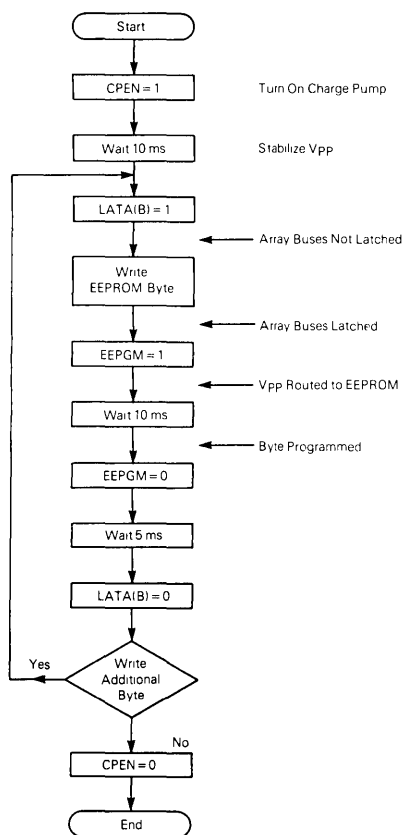 Start
CPEN = 1
Turn On Charge Pump
Wait 10 ms
Stabilize VPP
LATA(B) = 1
Array Buses Not Latched
Write
EEPROM Byte
Array Buses Latched
EEPGM = 1
VPP Routed to EEPROM
Wait 10 ms
Byte Programmed
EEPGM = 0
Wait 5 ms
LATA(B) = 0
Yes
Write
Additional
Byte
No
CPEN = 0
End